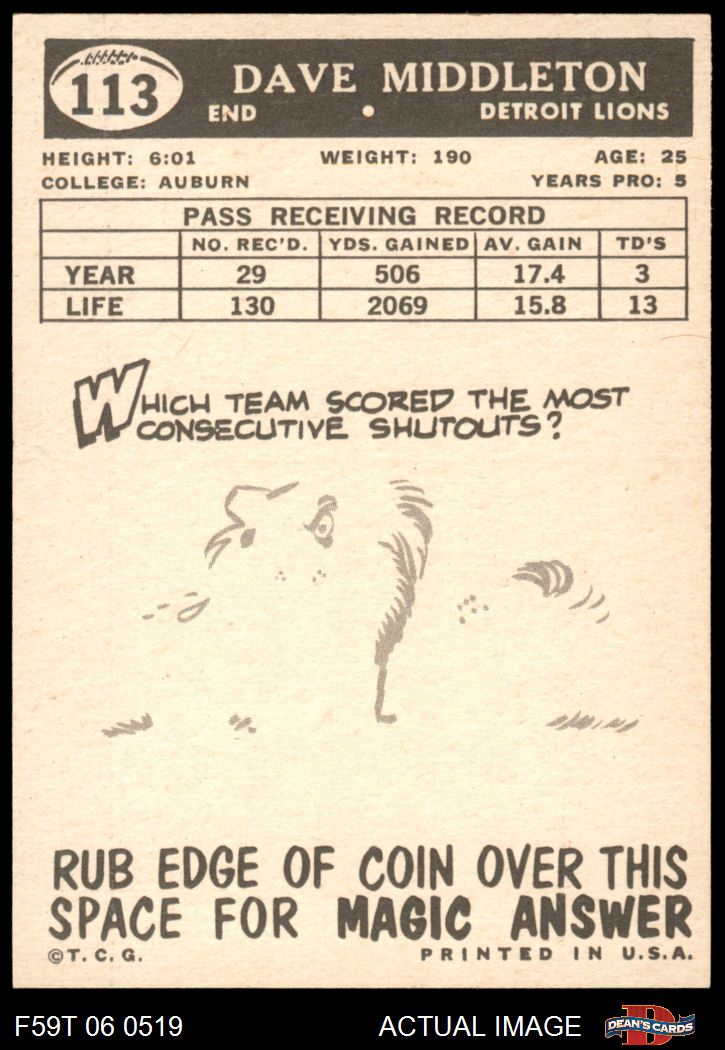 113
DAVE MIDDLETON
END • DETROIT LIONS
HEIGHT: 6:01 WEIGHT: 190 AGE: 25
COLLEGE: AUBURN YEARS PRO: 5
PASS RECEIVING RECORD
NO. REC'D. YDS. GAINED AV. GAIN TD'S
YEAR 29 506 17.4 3
LIFE 130 2069 15.8 13
WHICH TEAM SCORED THE MOST
CONSECUTIVE SHUTOUTS?
RUB EDGE OF COIN OVER THIS
SPACE FOR MAGIC ANSWER
©T. C. G. PRINTED IN U.S.A.
F59T 06 0519 ACTUAL IMAGE DEAN'S CARDS